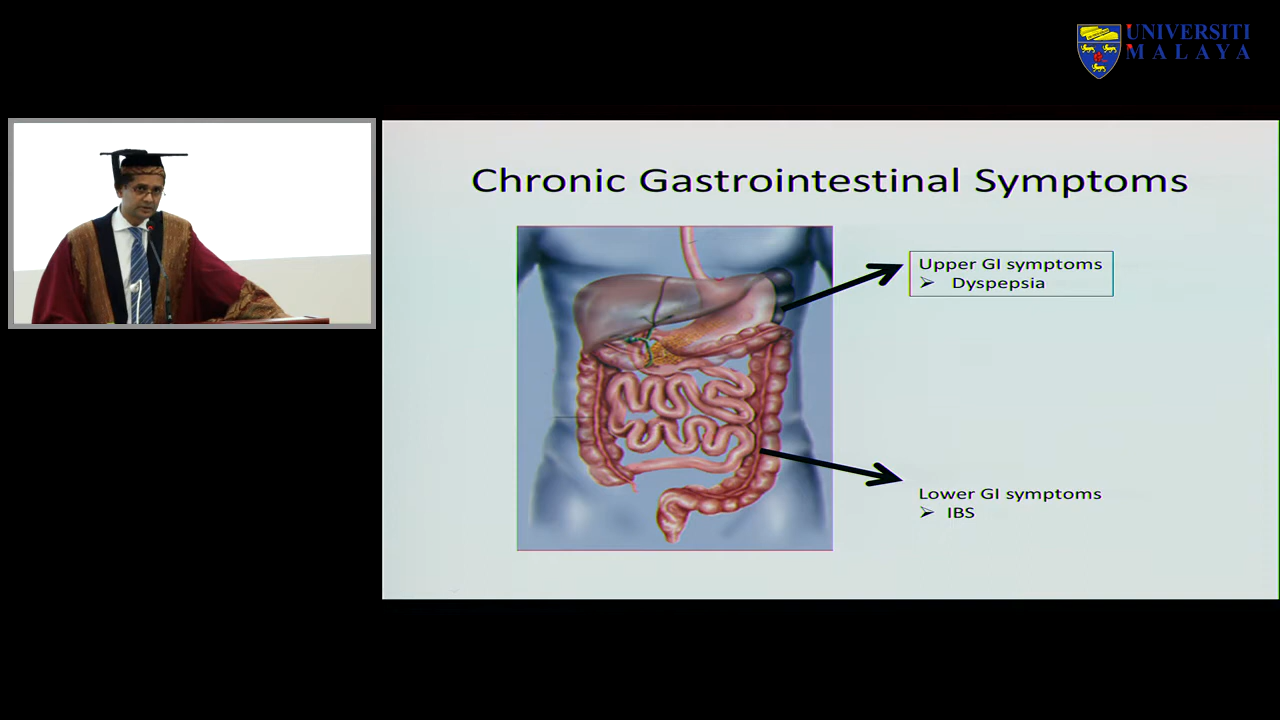 UNIVERSITI
MALAYA
Chronic Gastrointestinal Symptoms
Upper GI symptoms
➢ Dyspepsia
Lower GI symptoms
➢ IBS